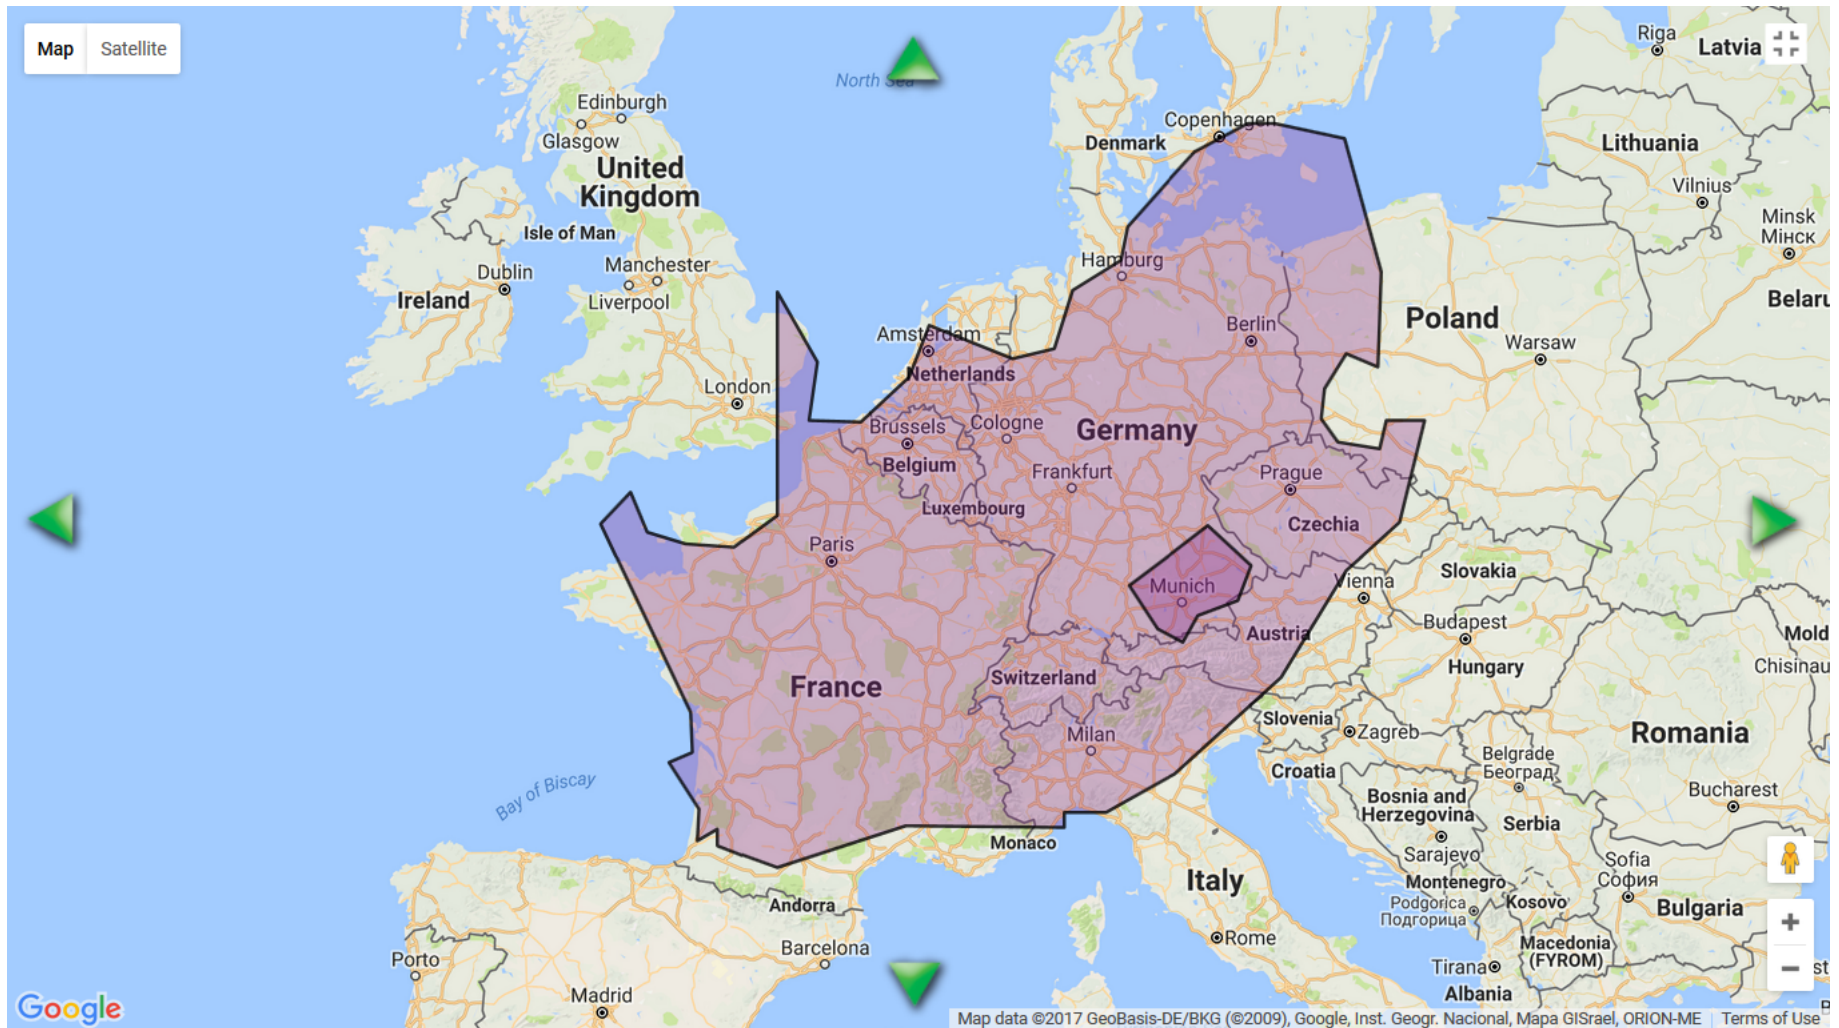 Map
Satellite
North Sea
Riga
Latvia
Edinburgh
Glasgow
Copenhagen
Denmark
Lithuania
United
Kingdom
Vilnius
Isle of Man
Minsk
Мінск
Manchester
Hamburg
Dublin
Liverpool
Ireland
Belaru
Poland
Berlin
Amsterdam
Warsaw
Netherlands
London
Brussels
Cologne
Germany
Belgium
Frankfurt
Prague
Luxembourg
Czechia
Paris
Slovakia
Munich
Vienna
Budapest
Austria
Mold
Hungary
Chisinau
Switzerland
France
Slovenia
Zagreb
Romania
Milan
Belgrade
Београд
Croatia
Bay of Biscay
Bucharest
Bosnia and
Herzegovina
Serbia
Monaco
Sarajevo
Sofia
София
Italy
Montenegro
Andorra
Podgorica
Подгорица
Kosovo
Bulgaria
Rome
Barcelona
Macedonia
(FYROM)
Porto
Tirana
st
Madrid
Albania
Google
Map data ©2017 GeoBasis-DE/BKG (©2009), Google, Inst. Geogr. Nacional, Mapa GISrael, ORION-ME
Terms of Use